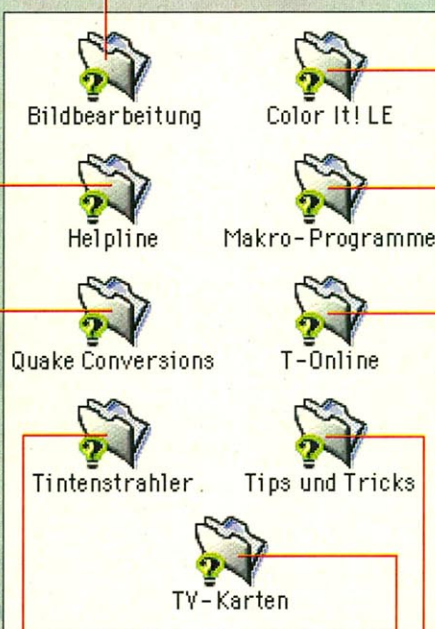 Bildbearbeitung
Color It! LE
Helpline
Makro-Programme
Quake Conversions
T-Online
Tintenstrahler
Tips und Tricks
TV-Karten